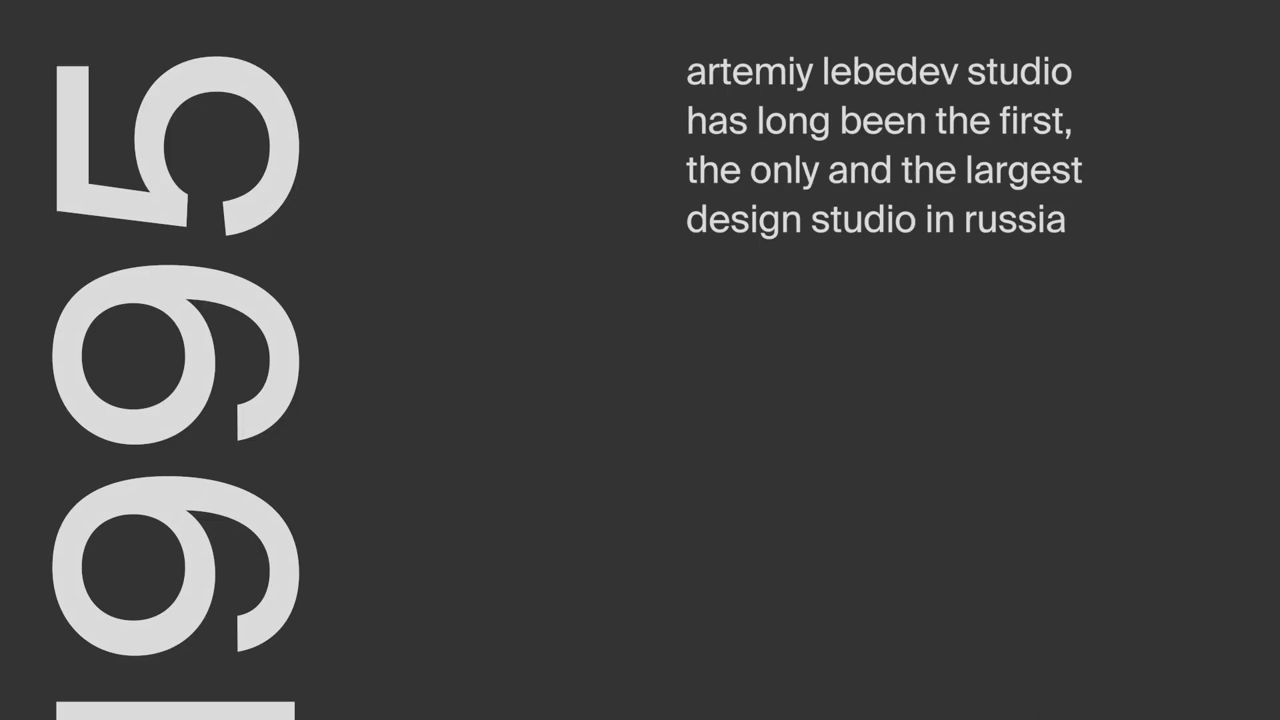 1995
artemiy lebedev studio
has long been the first,
the only and the largest
design studio in russia